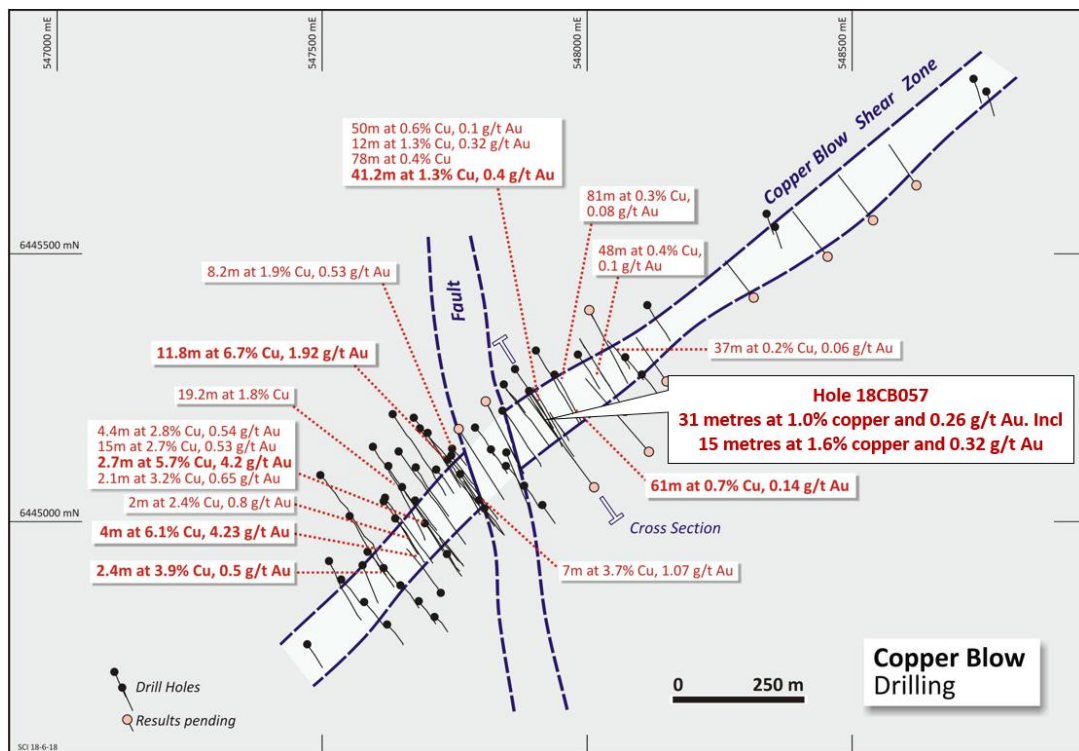 547000 mE
547500 mE
548000 mE
548500 mE
Copper Blow Shear Zone
50m at 0.6% Cu, 0.1 g/t Au
12m at 1.3% Cu, 0.32 g/t Au
78m at 0.4% Cu
41.2m at 1.3% Cu, 0.4 g/t Au
81m at 0.3% Cu,
0.08 g/t Au
6445500 mN
48m at 0.4% Cu,
0.1 g/t Au
8.2m at 1.9% Cu, 0.53 g/t Au
Fault
11.8m at 6.7% Cu, 1.92 g/t Au
37m at 0.2% Cu, 0.06 g/t Au
19.2m at 1.8% Cu
Hole 18CB057
31 metres at 1.0% copper and 0.26 g/t Au. Incl
15 metres at 1.6% copper and 0.32 g/t Au
4.4m at 2.8% Cu, 0.54 g/t Au
15m at 2.7% Cu, 0.53 g/t Au
2.7m at 5.7% Cu, 4.2 g/t Au
2.1m at 3.2% Cu, 0.65 g/t Au
61m at 0.7% Cu, 0.14 g/t Au
2m at 2.4% Cu, 0.8 g/t Au
6445000 mN
Cross Section
4m at 6.1% Cu, 4.23 g/t Au
2.4m at 3.9% Cu, 0.5 g/t Au
7m at 3.7% Cu, 1.07 g/t Au
Copper Blow
Drilling
0 250 m
Drill Holes
Results pending
SCI 18-6-18